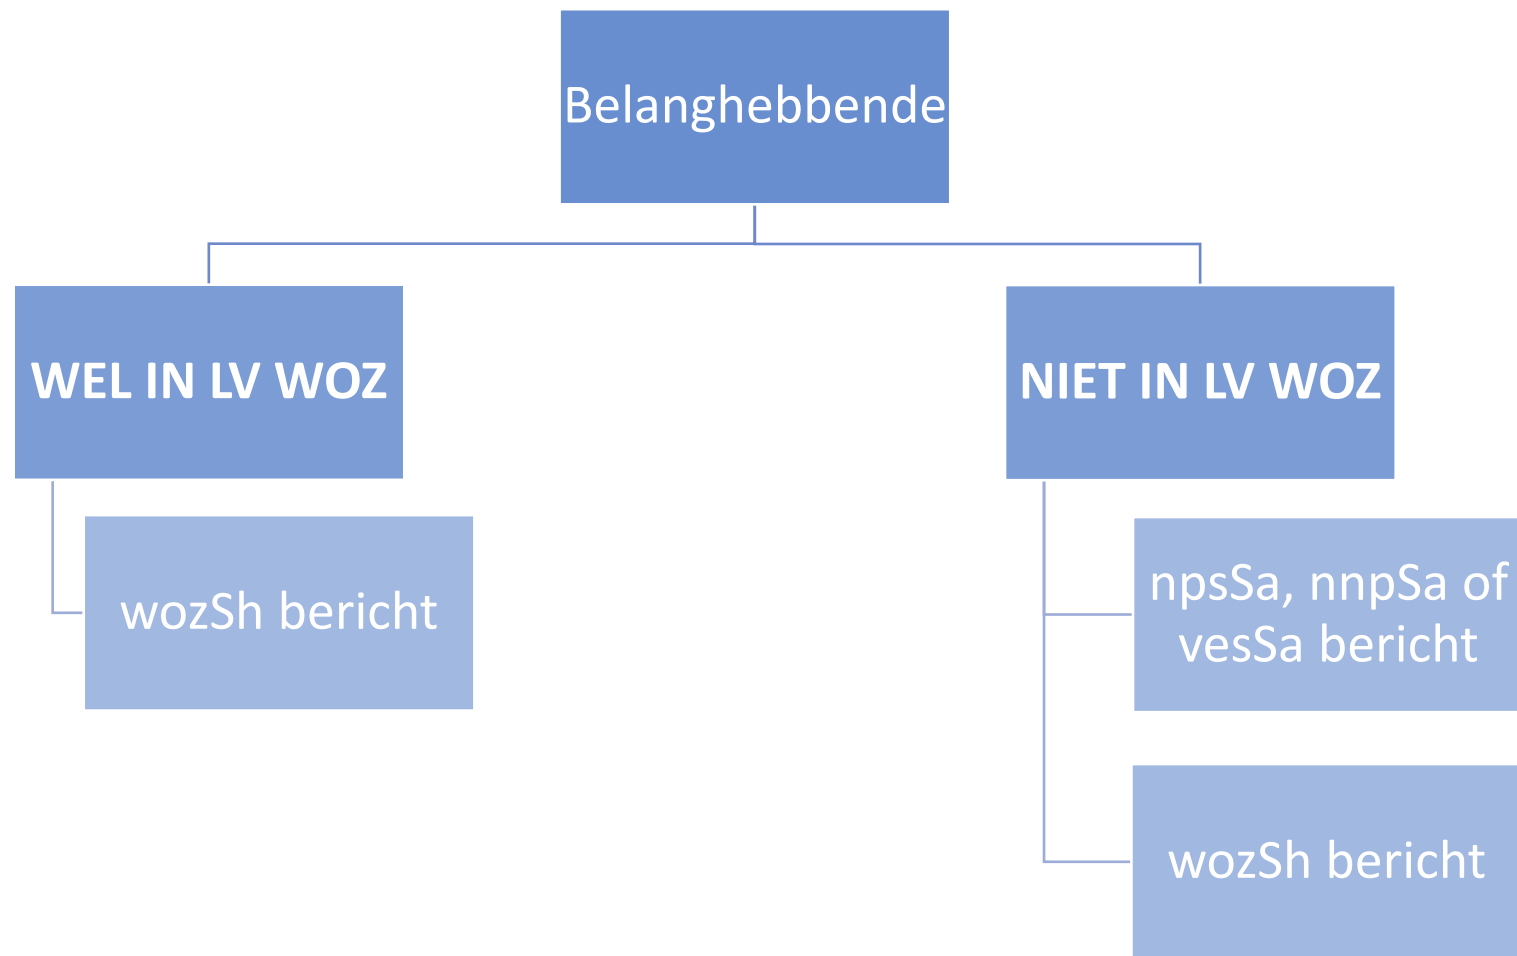 Belanghebbende
WEL IN LV WOZ
wozSh bericht
NIET IN LV WOZ
npsSa, nnpSa of
vesSa bericht
wozSh bericht